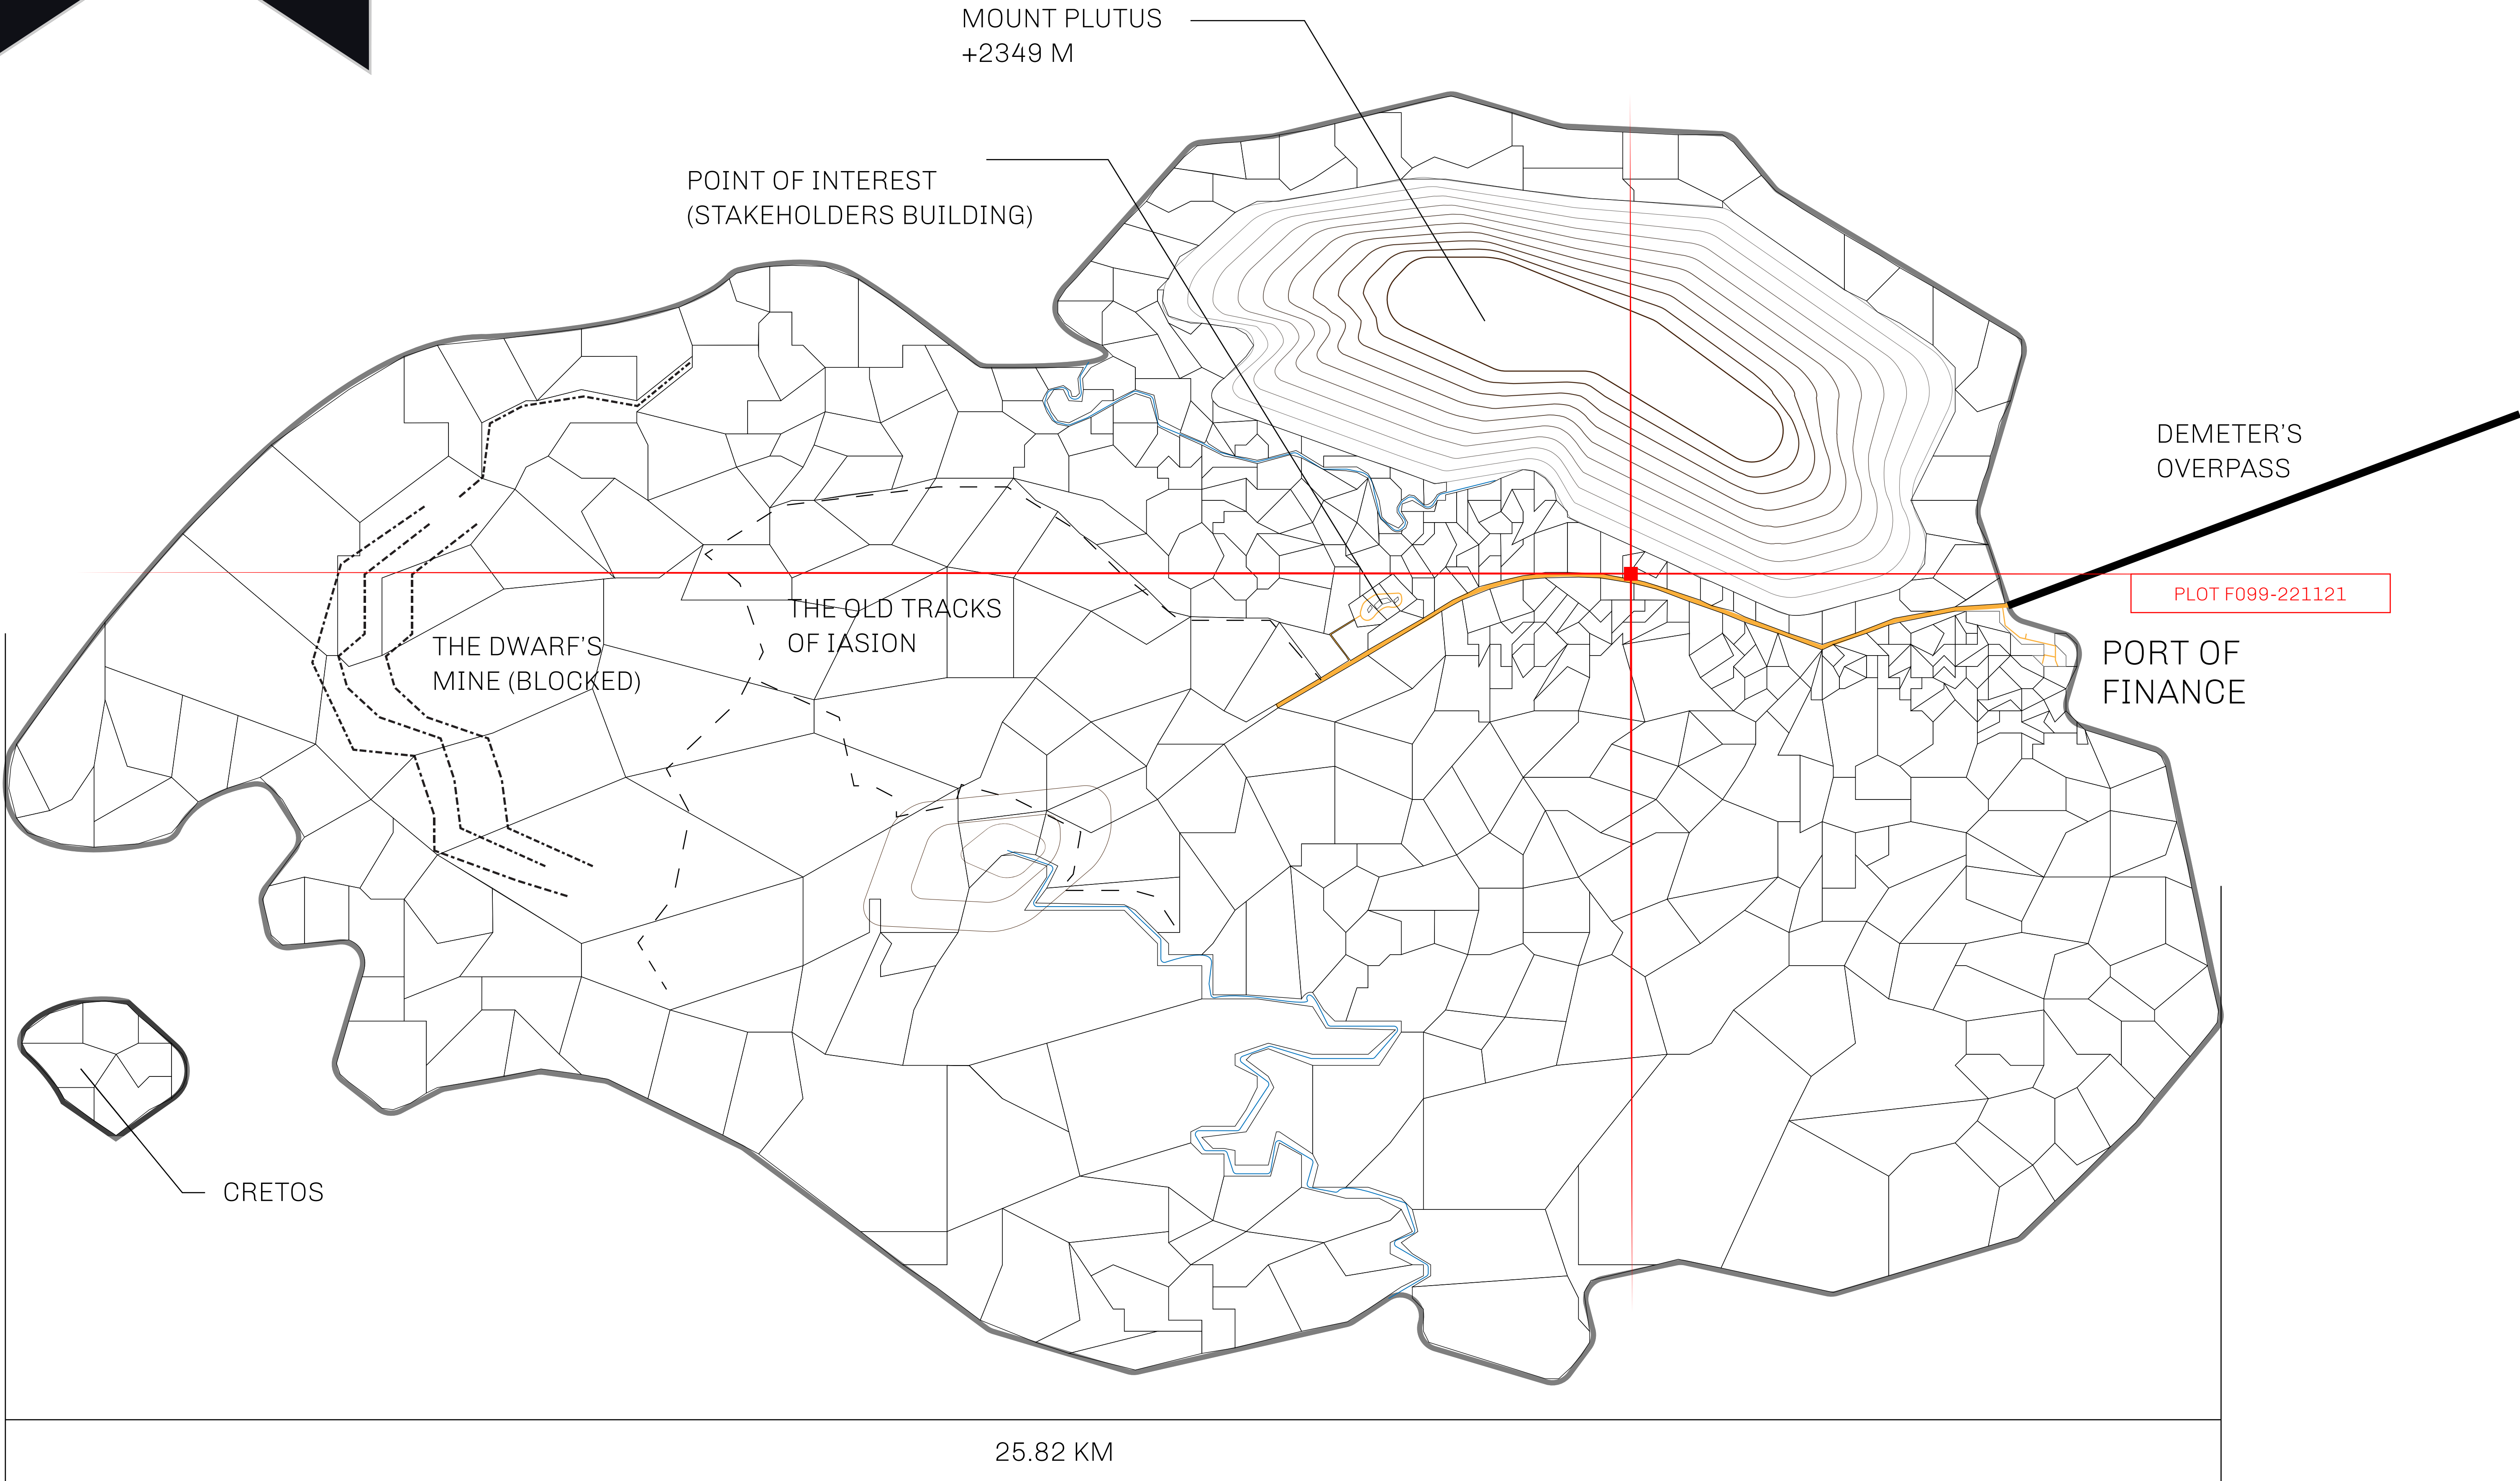 MOUNT PLUTUS
+2349 M
POINT OF INTEREST
(STAKEHOLDERS BUILDING)
DEMETER'S
OVERPASS
PLOT F099-221121
THE OLD TRACKS
OF IASION
THE DWARF'S
MINE (BLOCKED)
PORT OF
FINANCE
CRETOS
25.82 KM